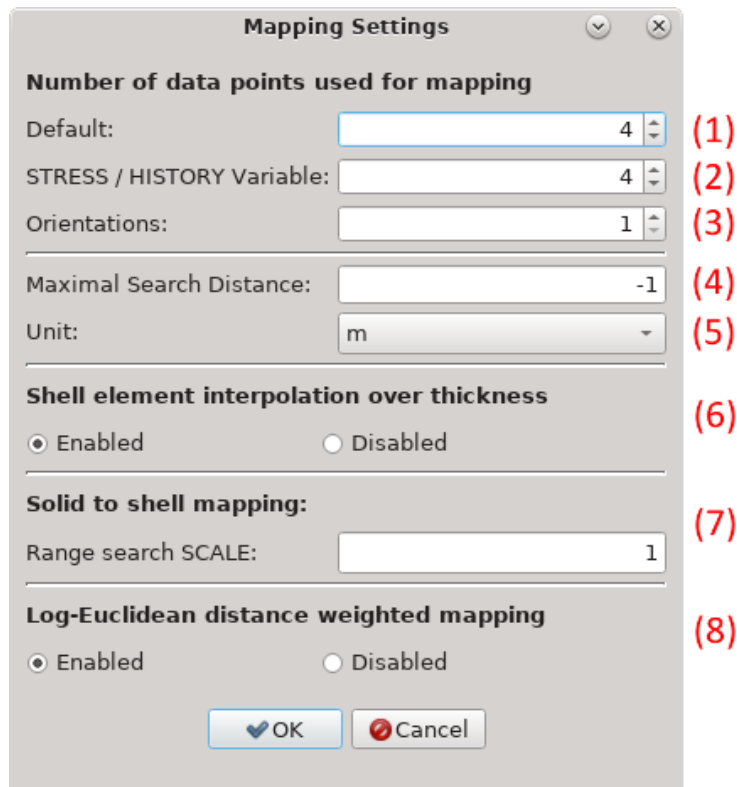 Mapping Settings
Number of data points used for mapping
Default: 4 (1)
STRESS / HISTORY Variable: 4 (2)
Orientations: 1 (3)
Maximal Search Distance: -1 (4)
Unit: m (5)
Shell element interpolation over thickness
(6)
Enabled Disabled
Solid to shell mapping:
(7)
Range search SCALE: 1
Log-Euclidean distance weighted mapping
(8)
Enabled Disabled
OK Cancel